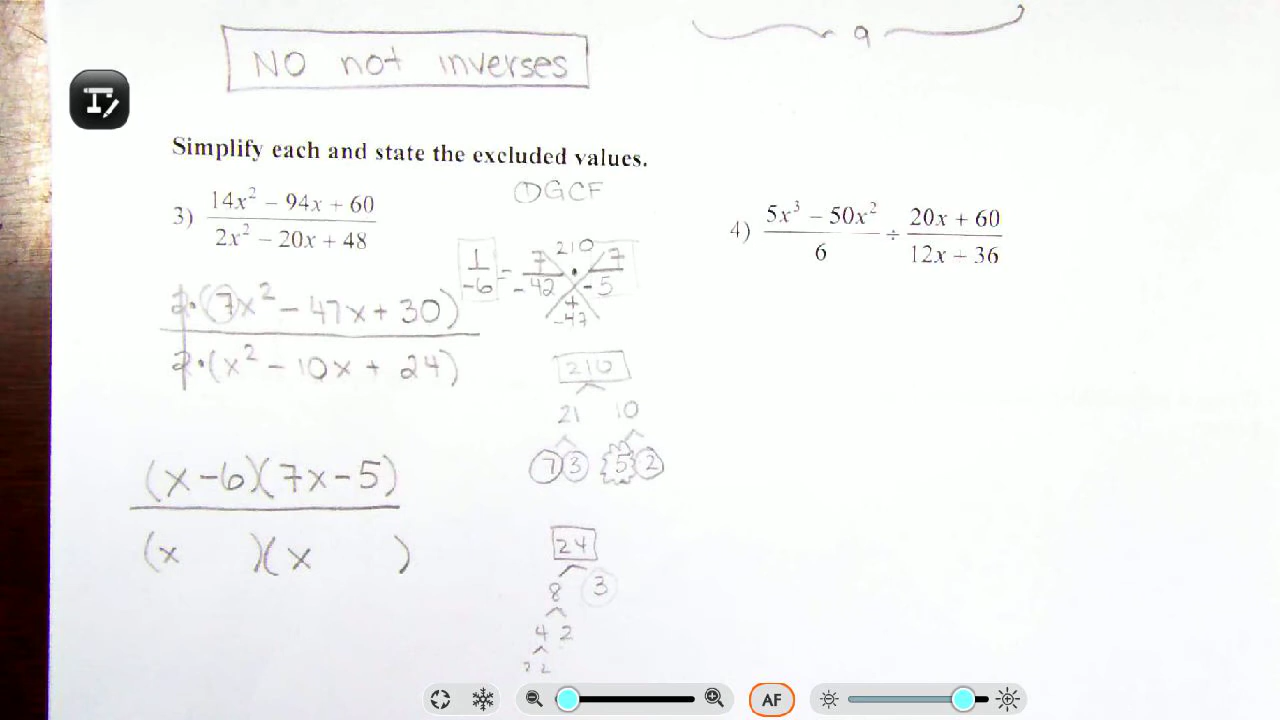 NO not inverses
9
Simplify each and state the excluded values.
3) (14x² − 94x + 60)/(2x² − 20x + 48)
① GCF
2·(7x² − 47x + 30)
2·(x² − 10x + 24)
1/-6 = 7/-42 · 7/-5
210
+
-47
210
21 10
7 3 5 2
(x − 6)(7x − 5)
(x )(x )
24
8 3
4 2
2 2
4) (5x³ − 50x²)/6 ÷ (20x + 60)/(12x + 36)
AF